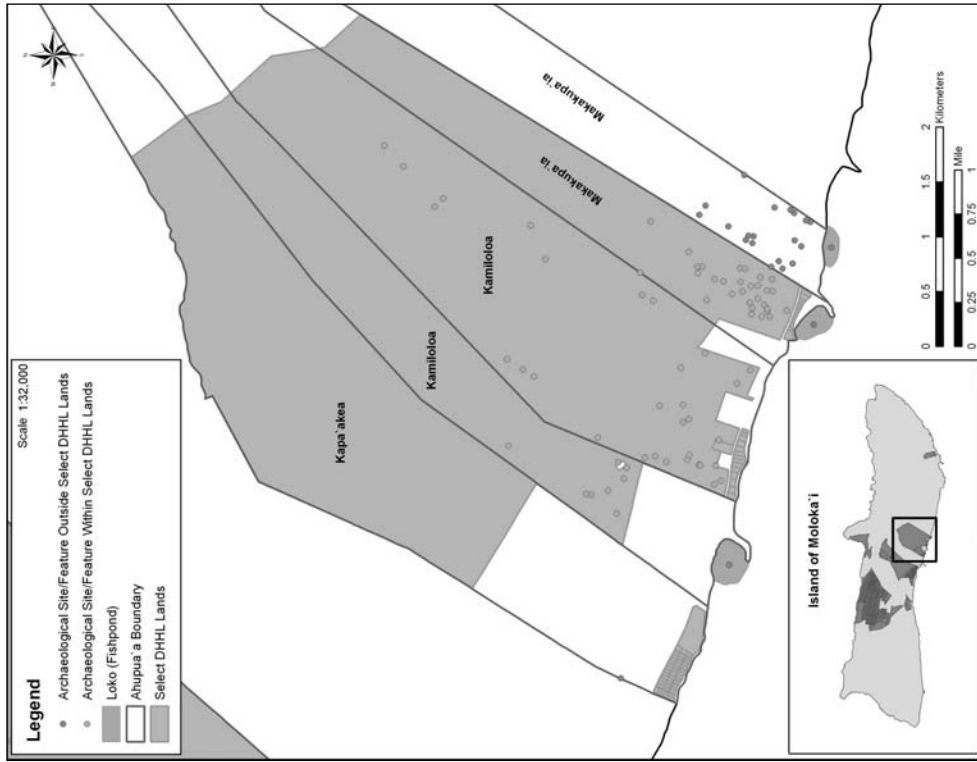 Legend
Scale 1:32,000
Archaeological Site/Feature Outside Select DHHL Lands
Archaeological Site/Feature Within Select DHHL Lands
Loko (Fishpond)
Ahupua`a Boundary
Select DHHL Lands
Kapa`akea
Kamiloloa
Kamiloloa
Makakupa`ia
Makakupa`ia
Island of Moloka`i
0 0.5 1 1.5 2
Kilometers
Mile
0 0.25 0.5 0.75 1